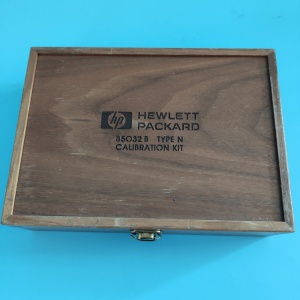 hp HEWLETT
PACKARD
85032B TYPE N
CALIBRATION KIT